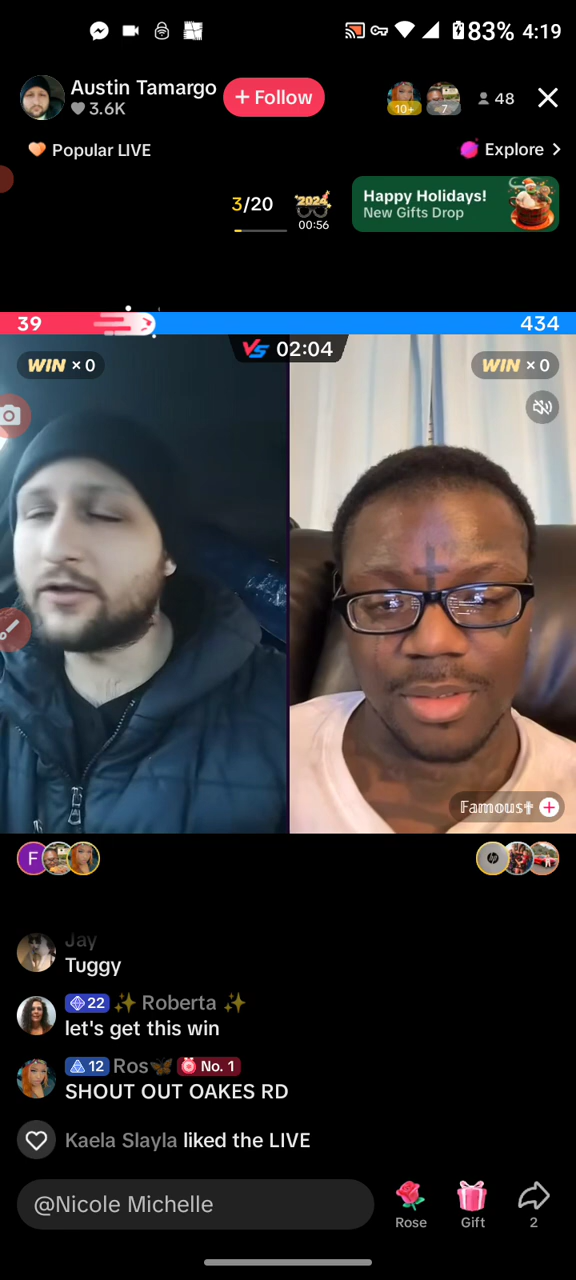 83% 4:19
Austin Tamargo
3.6K
+ Follow
10+
7
48
Popular LIVE
Explore >
3/20
2024
00:56
Happy Holidays!
New Gifts Drop
39
434
VS 02:04
WIN × 0
WIN × 0
𝔽𝕒𝕞𝕠𝕦𝕤✝
F
Jay
Tuggy
22 ✨ Roberta ✨
let's get this win
12 Ros🦋 No. 1
SHOUT OUT OAKES RD
Kaela Slayla liked the LIVE
@Nicole Michelle
Rose
Gift
2